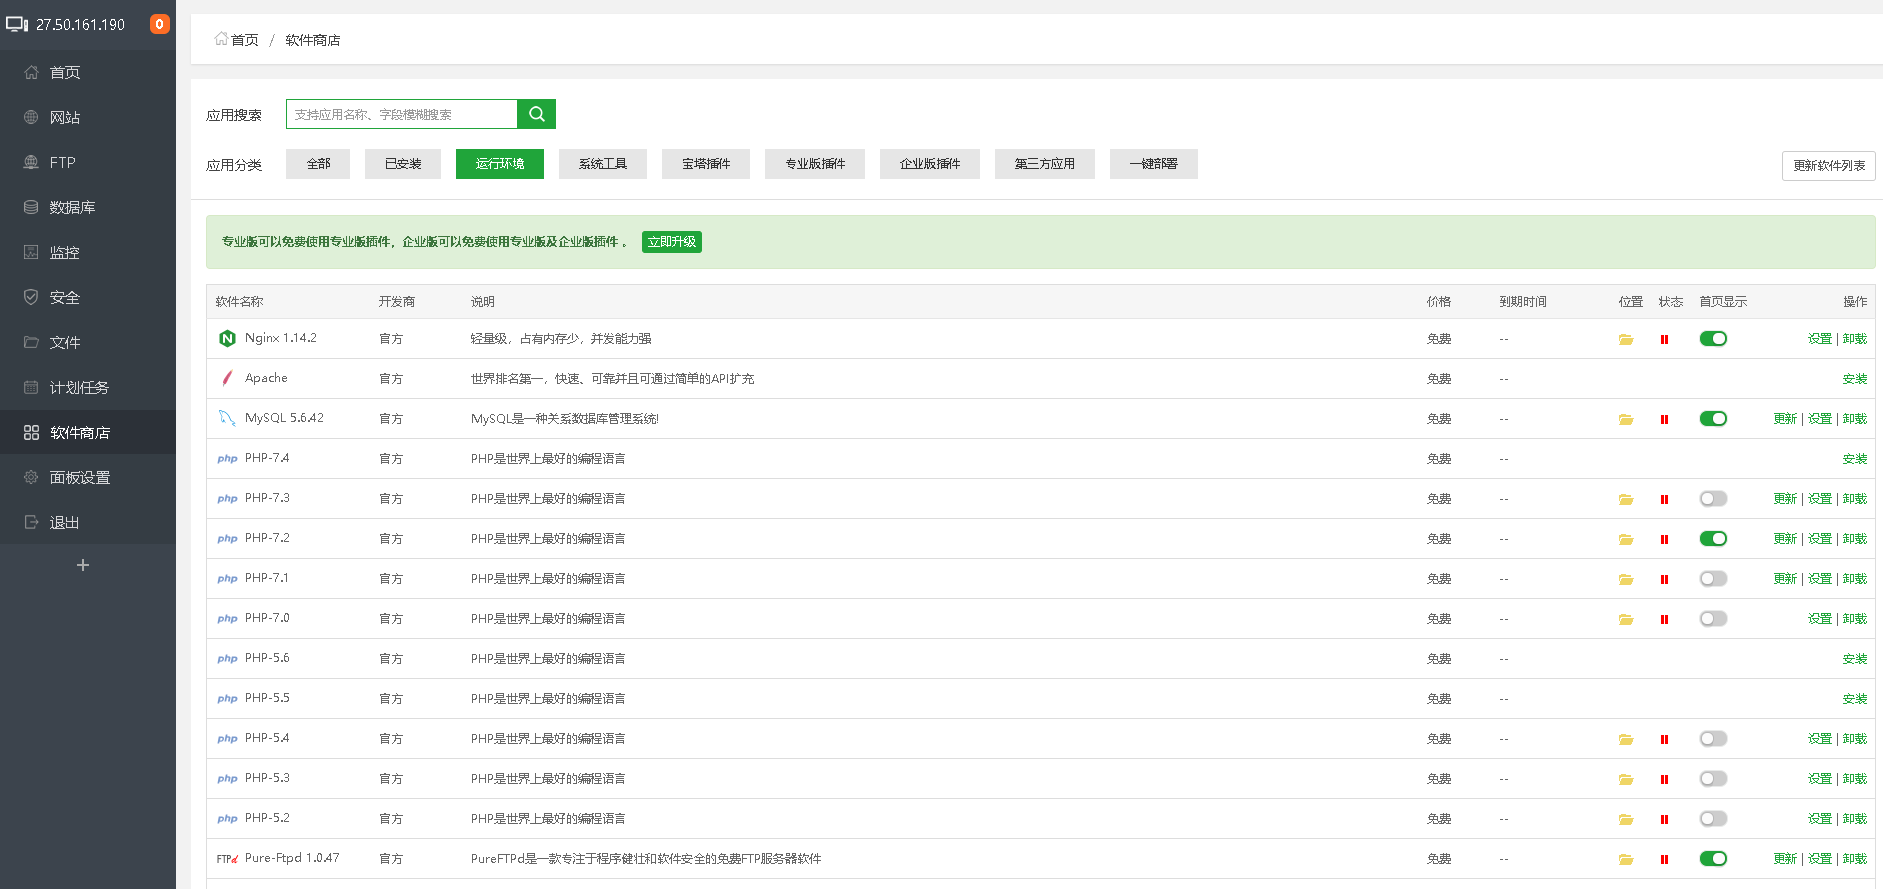 27.50.161.190 0
首页
网站
FTP
数据库
监控
安全
文件
计划任务
软件商店
面板设置
退出
+
首页 / 软件商店
应用搜索 支持应用名称、字段模糊搜索
应用分类 全部 已安装 运行环境 系统工具 宝塔插件 专业版插件 企业版插件 第三方应用 一键部署 更新软件列表
专业版可以免费使用专业版插件，企业版可以免费使用专业版及企业版插件 。 立即升级
软件名称 开发商 说明 价格 到期时间 位置 状态 首页显示 操作
Nginx 1.14.2 官方 轻量级，占有内存少，并发能力强 免费 -- 设置 | 卸载
Apache 官方 世界排名第一，快速、可靠并且可通过简单的API扩充 免费 -- 安装
MySQL 5.6.42 官方 MySQL是一种关系数据库管理系统! 免费 -- 更新 | 设置 | 卸载
php PHP-7.4 官方 PHP是世界上最好的编程语言 免费 -- 安装
php PHP-7.3 官方 PHP是世界上最好的编程语言 免费 -- 更新 | 设置 | 卸载
php PHP-7.2 官方 PHP是世界上最好的编程语言 免费 -- 更新 | 设置 | 卸载
php PHP-7.1 官方 PHP是世界上最好的编程语言 免费 -- 更新 | 设置 | 卸载
php PHP-7.0 官方 PHP是世界上最好的编程语言 免费 -- 设置 | 卸载
php PHP-5.6 官方 PHP是世界上最好的编程语言 免费 -- 安装
php PHP-5.5 官方 PHP是世界上最好的编程语言 免费 -- 安装
php PHP-5.4 官方 PHP是世界上最好的编程语言 免费 -- 设置 | 卸载
php PHP-5.3 官方 PHP是世界上最好的编程语言 免费 -- 设置 | 卸载
php PHP-5.2 官方 PHP是世界上最好的编程语言 免费 -- 设置 | 卸载
FTPd Pure-Ftpd 1.0.47 官方 PureFTPd是一款专注于程序健壮和软件安全的免费FTP服务器软件 免费 -- 更新 | 设置 | 卸载